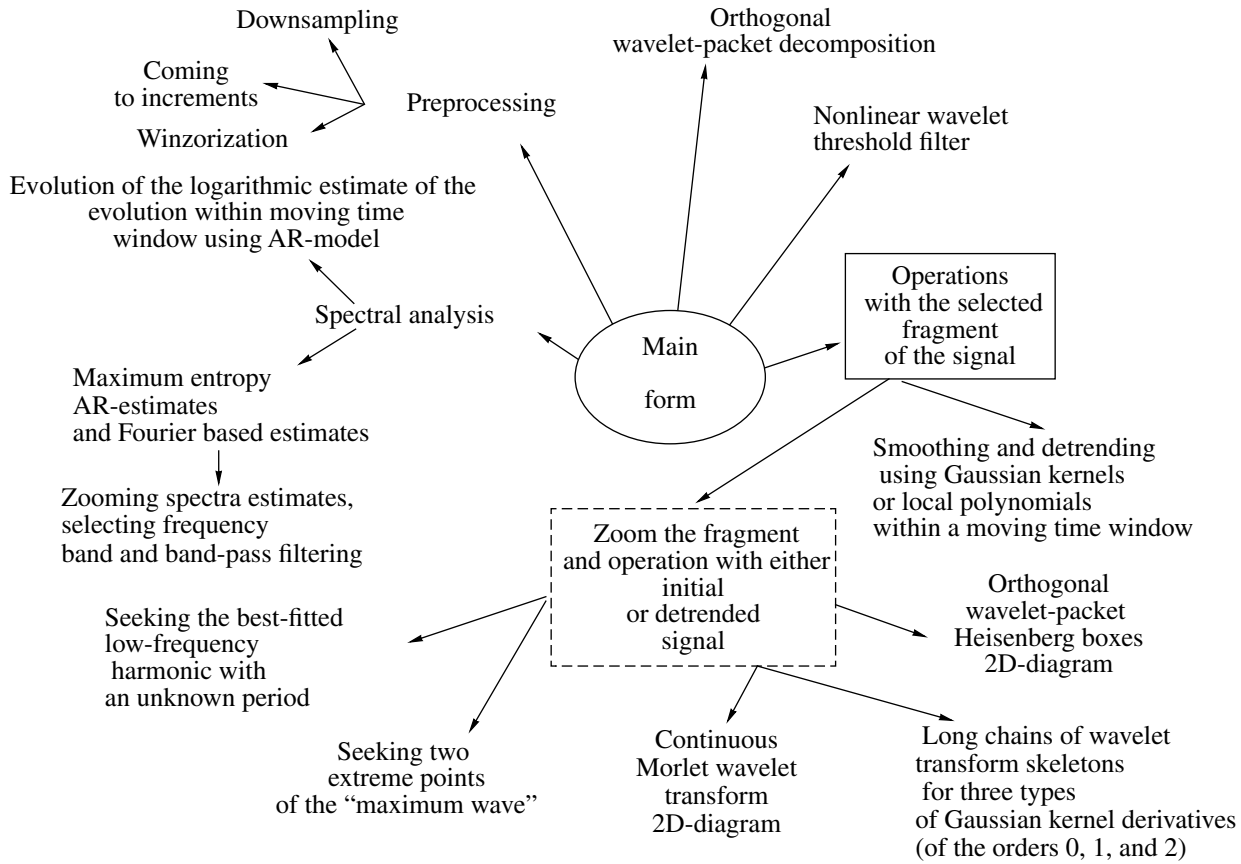 Downsampling
Coming
to increments
Winzorization
Preprocessing
Orthogonal
wavelet-packet decomposition
Nonlinear wavelet
threshold filter
Evolution of the logarithmic estimate of the
evolution within moving time
window using AR-model
Spectral analysis
Main
form
Operations
with the selected
fragment
of the signal
Maximum entropy
AR-estimates
and Fourier based estimates
Zooming spectra estimates,
selecting frequency
band and band-pass filtering
Smoothing and detrending
using Gaussian kernels
or local polynomials
within a moving time window
Zoom the fragment
and operation with either
initial
or detrended
signal
Seeking the best-fitted
low-frequency
harmonic with
an unknown period
Orthogonal
wavelet-packet
Heisenberg boxes
2D-diagram
Seeking two
extreme points
of the “maximum wave”
Continuous
Morlet wavelet
transform
2D-diagram
Long chains of wavelet
transform skeletons
for three types
of Gaussian kernel derivatives
(of the orders 0, 1, and 2)